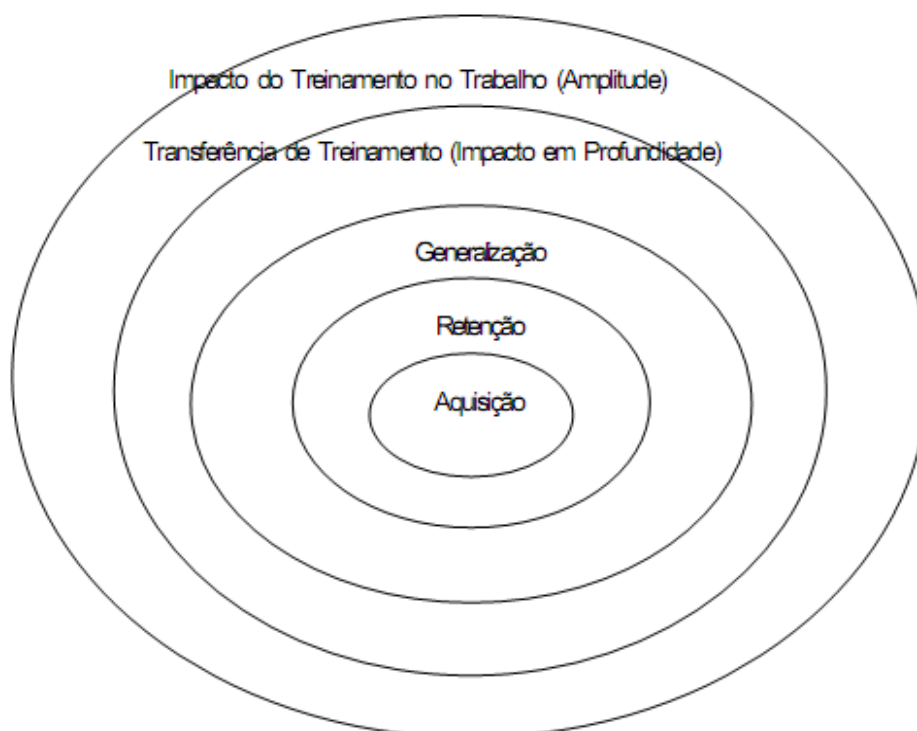 Impacto do Treinamento no Trabalho (Amplitude)
Transferência de Treinamento (Impacto em Profundidade)
Generalização
Retenção
Aquisição